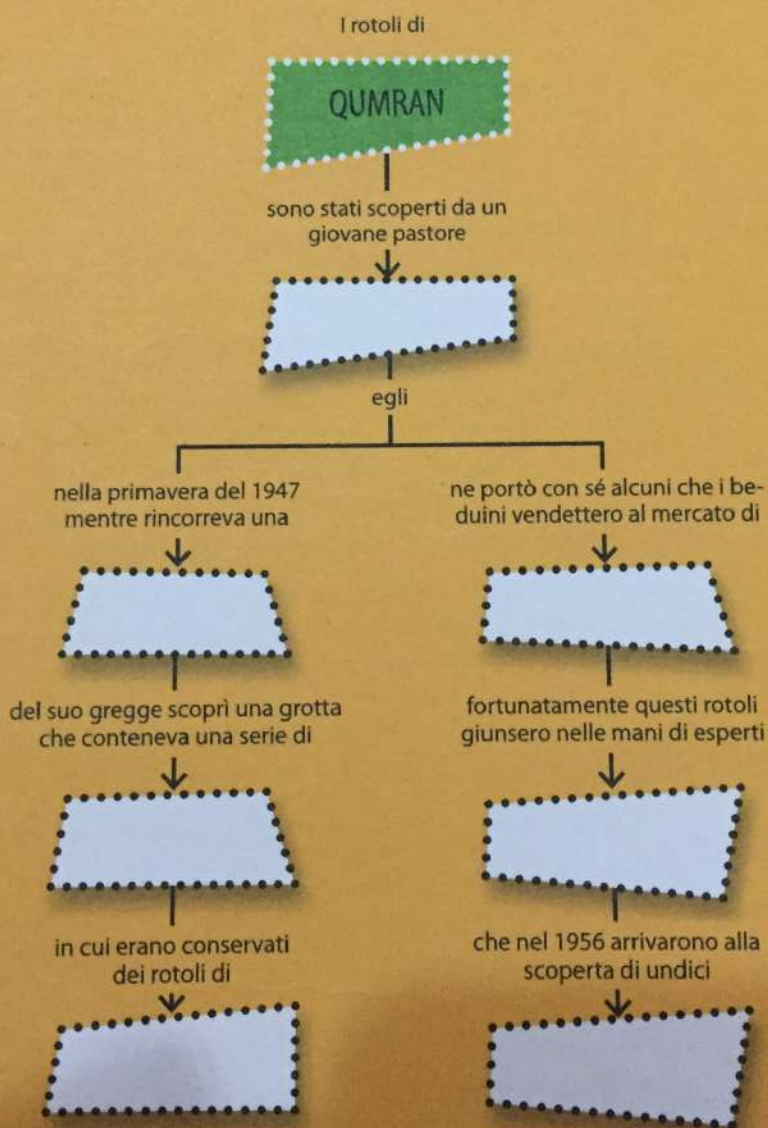 I rotoli di
QUMRAN
sono stati scoperti da un
giovane pastore
egli
nella primavera del 1947
mentre rincorreva una
del suo gregge scoprì una grotta
che conteneva una serie di
in cui erano conservati
dei rotoli di
ne portò con sé alcuni che i be-
duini vendettero al mercato di
fortunatamente questi rotoli
giunsero nelle mani di esperti
che nel 1956 arrivarono alla
scoperta di undici